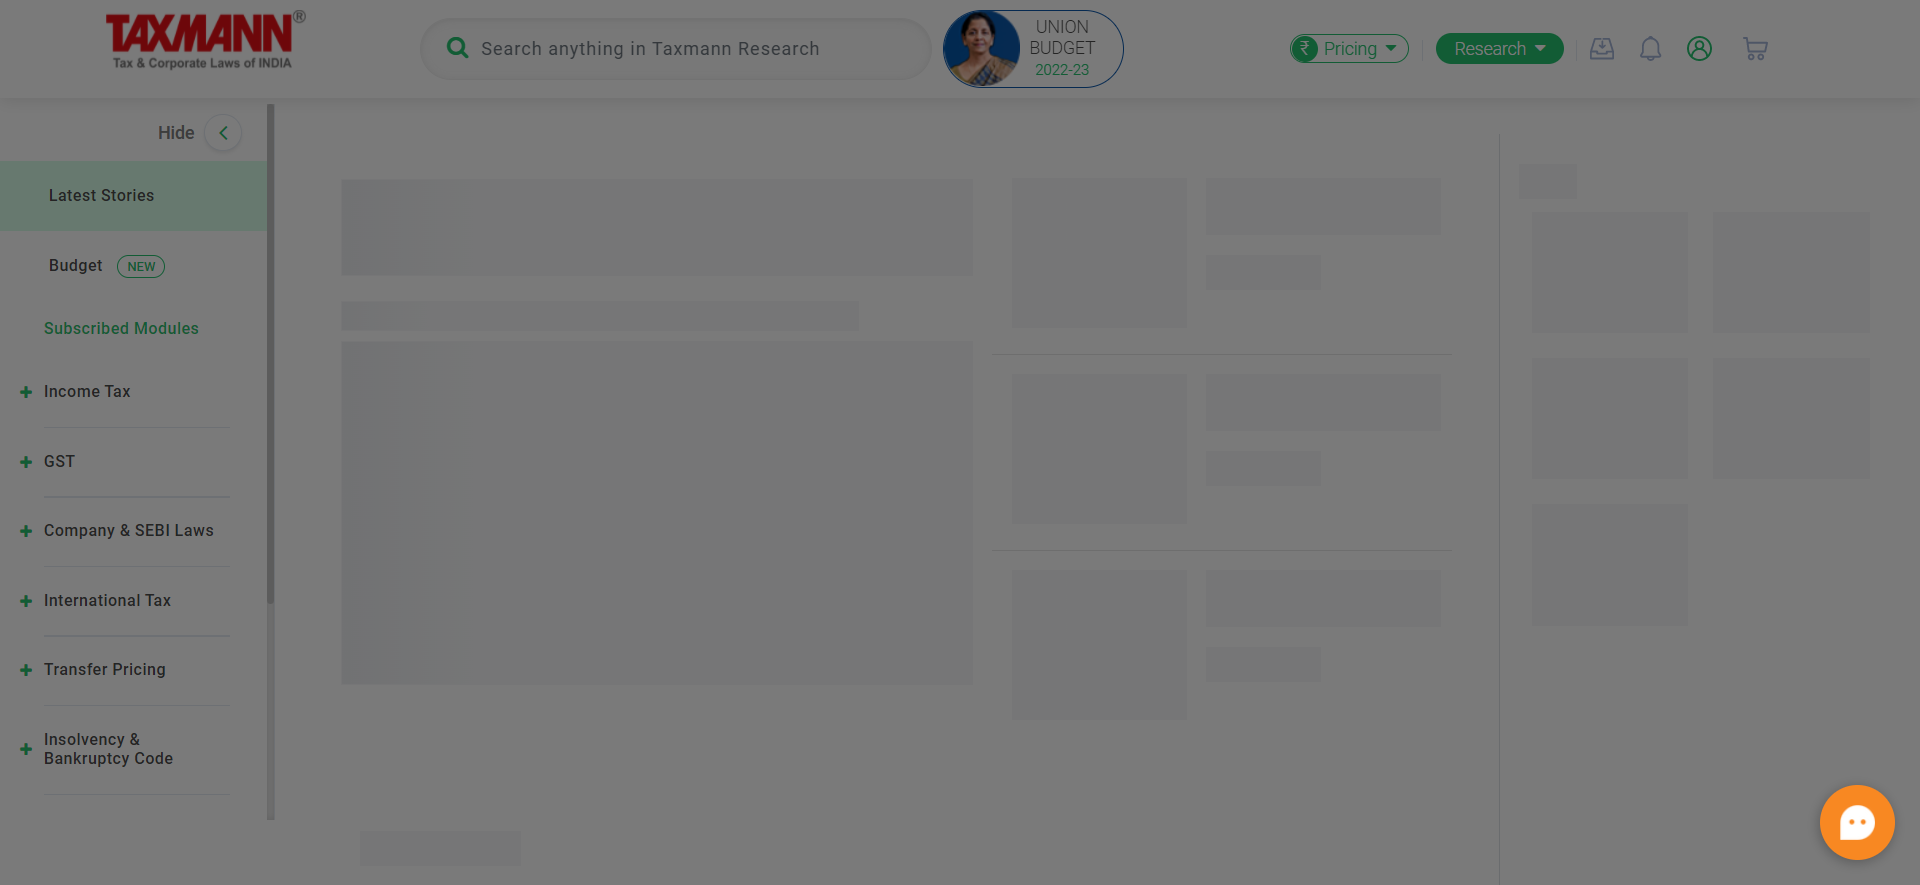 TAXMANN®
Tax & Corporate Laws of INDIA
Search anything in Taxmann Research
UNION
BUDGET
2022-23
₹ Pricing
Research
Hide
Latest Stories
Budget NEW
Subscribed Modules
Income Tax
GST
Company & SEBI Laws
International Tax
Transfer Pricing
Insolvency &
Bankruptcy Code